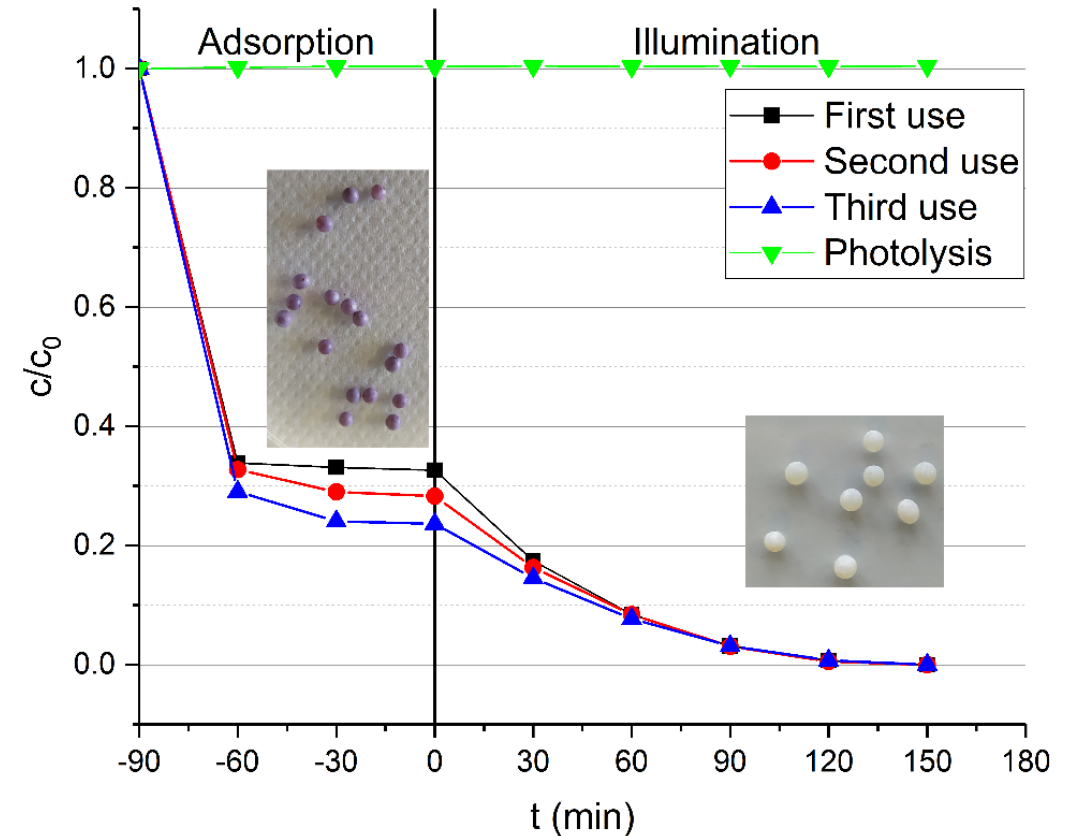 Adsorption
Illumination
1.0
0.8
0.6
0.4
0.2
0.0
c/c0
First use
Second use
Third use
Photolysis
-90 -60 -30 0 30 60 90 120 150 180
t (min)